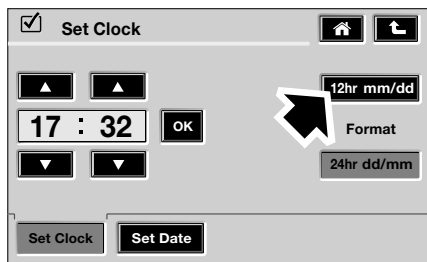 Set Clock
12hr mm/dd
17 : 32 OK
Format
24hr dd/mm
Set Clock Set Date